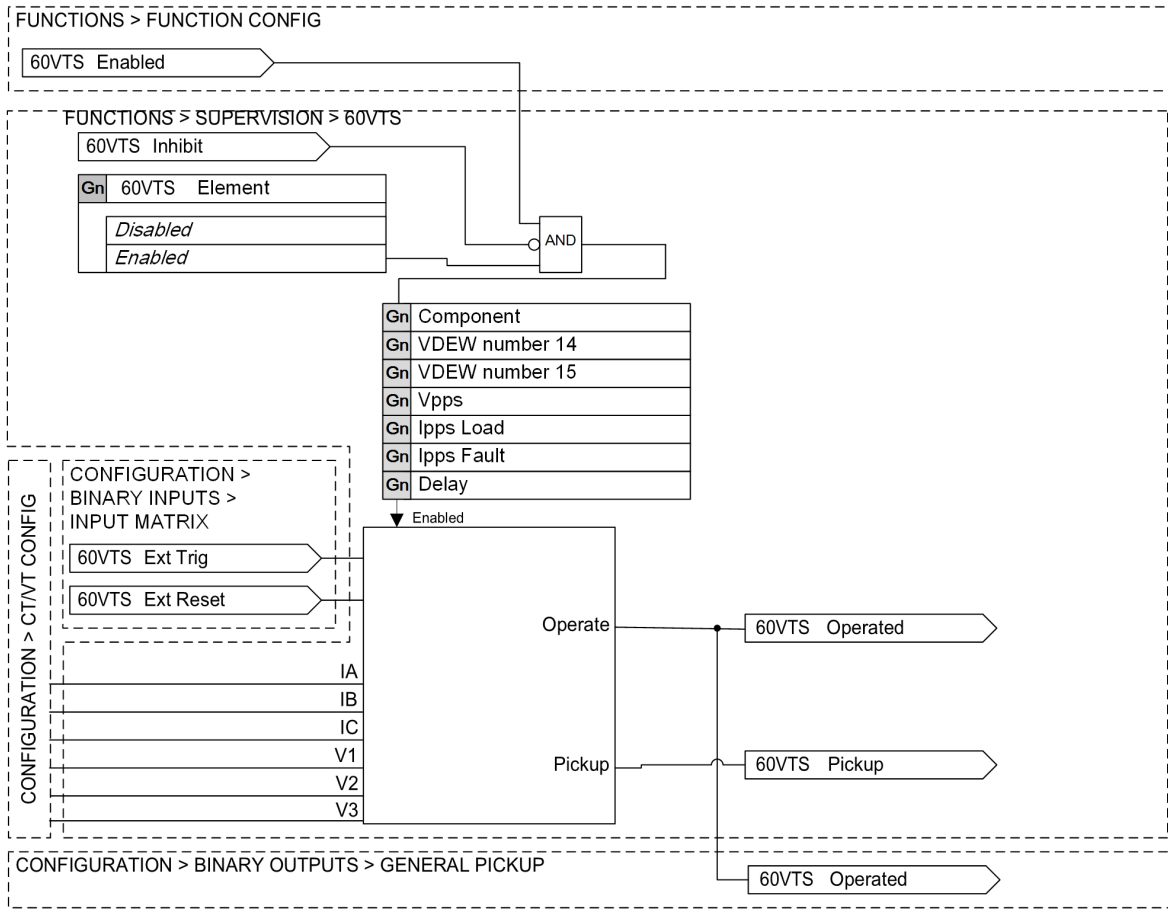 FUNCTIONS > FUNCTION CONFIG
60VTS Enabled
FUNCTIONS > SUPERVISION > 60VTS
60VTS Inhibit
Gn 60VTS Element
Disabled
Enabled
AND
Gn Component
Gn VDEW number 14
Gn VDEW number 15
Gn Vpps
Gn Ipps Load
Gn Ipps Fault
Gn Delay
Enabled
CONFIGURATION > CT/VT CONFIG
CONFIGURATION >
BINARY INPUTS >
INPUT MATRIX
60VTS Ext Trig
60VTS Ext Reset
IA
IB
IC
V1
V2
V3
Operate
60VTS Operated
Pickup
60VTS Pickup
CONFIGURATION > BINARY OUTPUTS > GENERAL PICKUP
60VTS Operated